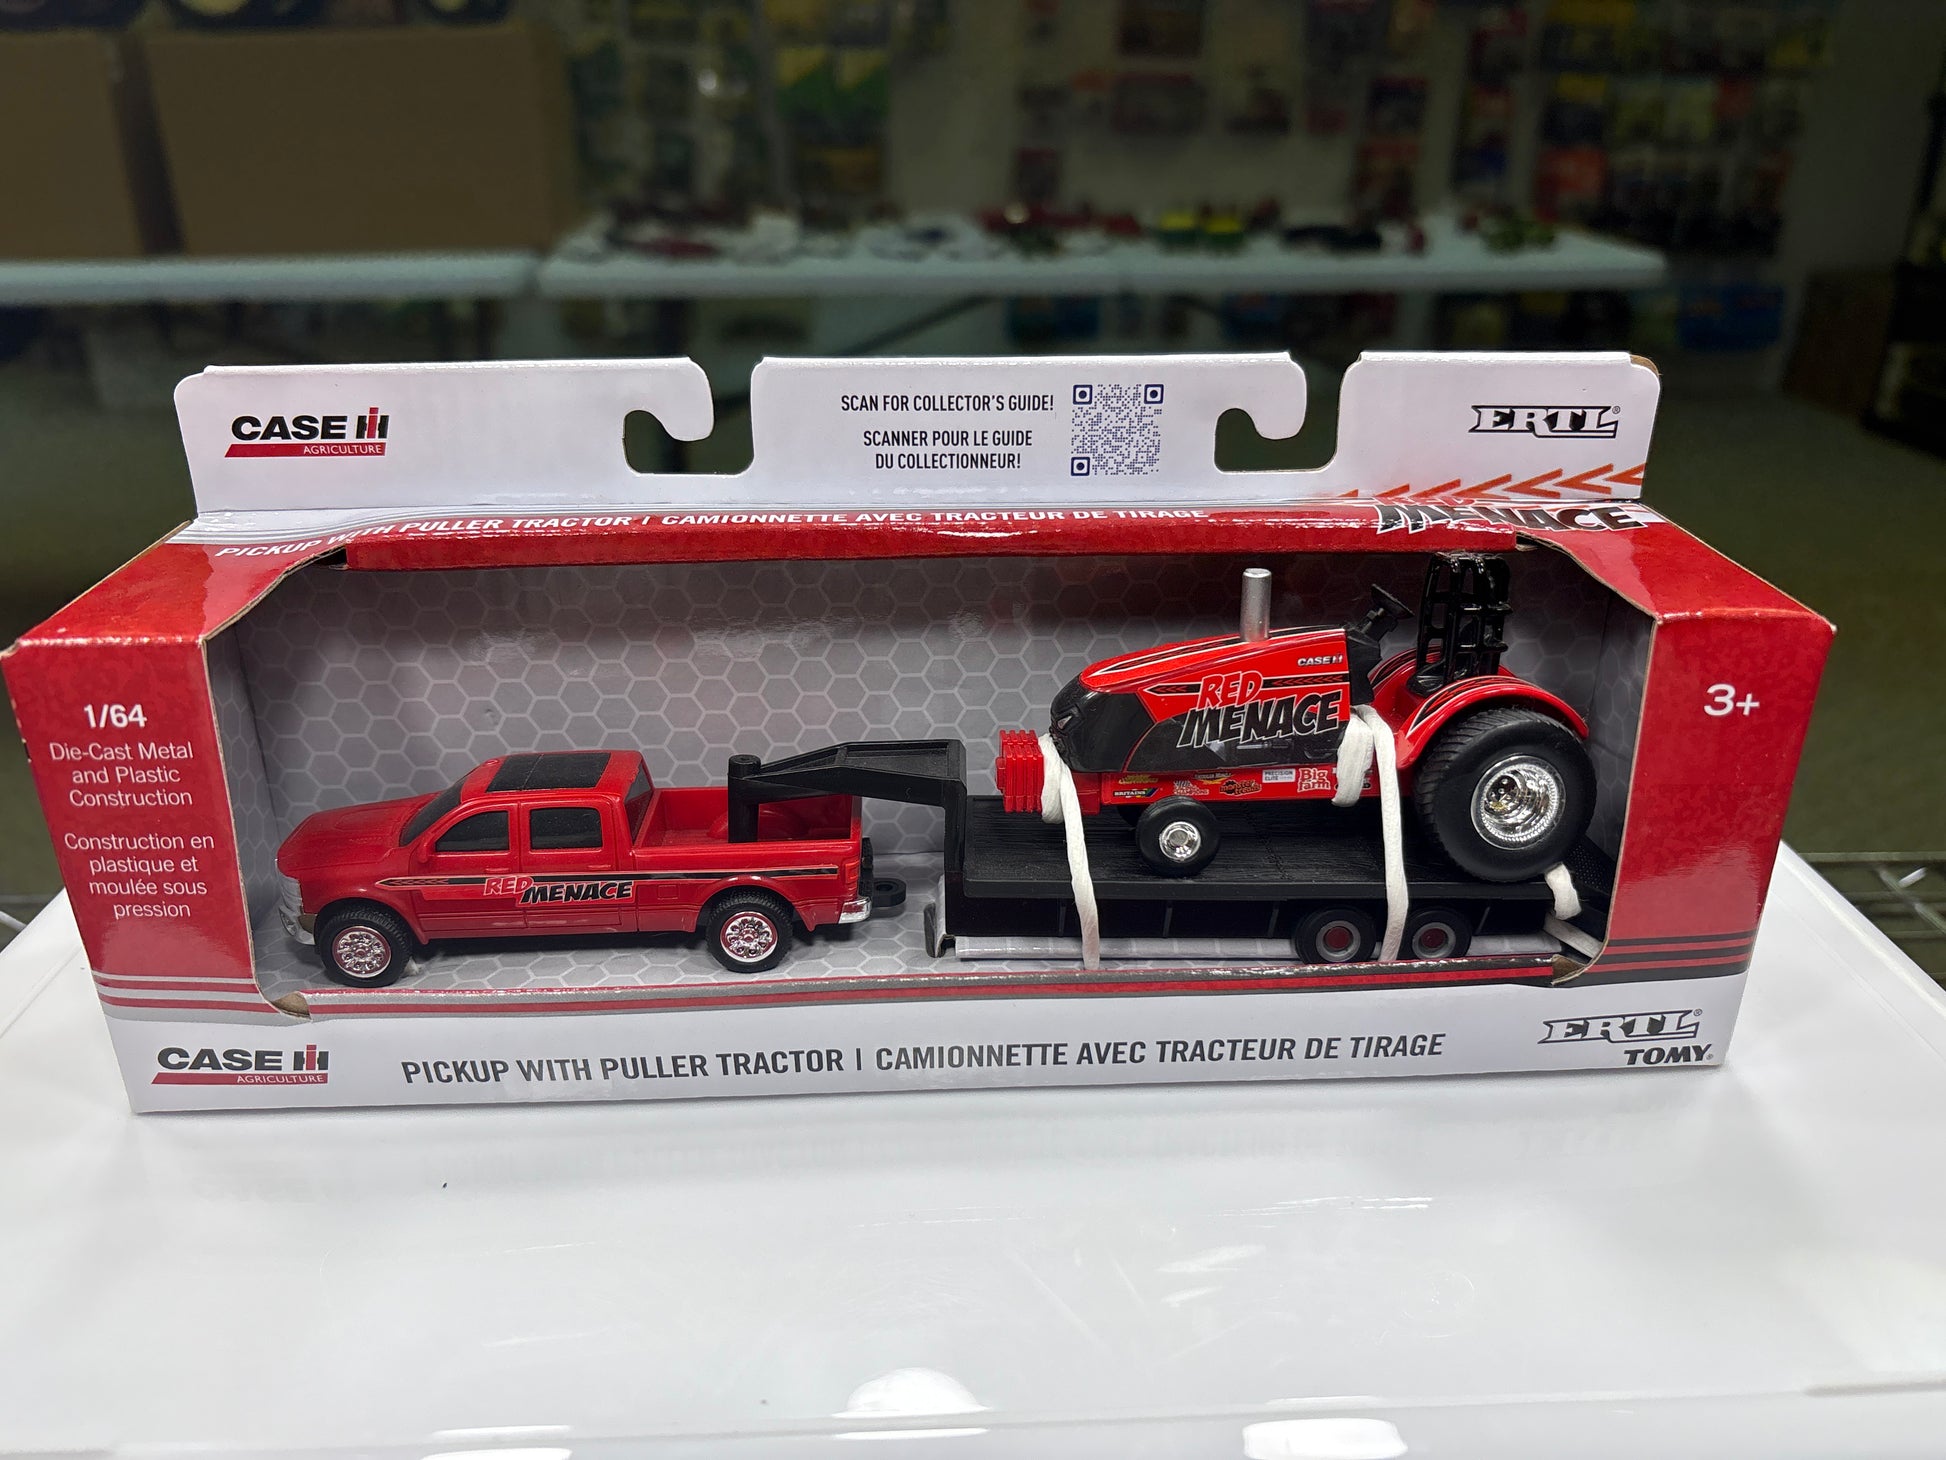 CASE IH
AGRICULTURE
SCAN FOR COLLECTOR'S GUIDE!
SCANNER POUR LE GUIDE
DU COLLECTIONNEUR!
ERTL®
PICKUP WITH PULLER TRACTOR | CAMIONNETTE AVEC TRACTEUR DE TIRAGE
RED
MENACE
1/64
Die-Cast Metal
and Plastic
Construction
Construction en
plastique et
moulée sous
pression
3+
CASE IH
RED
MENACE
PRECISION
Big
farm
BRITAINS
RED MENACE
CASE IH
AGRICULTURE
PICKUP WITH PULLER TRACTOR | CAMIONNETTE AVEC TRACTEUR DE TIRAGE
ERTL®
TOMY®